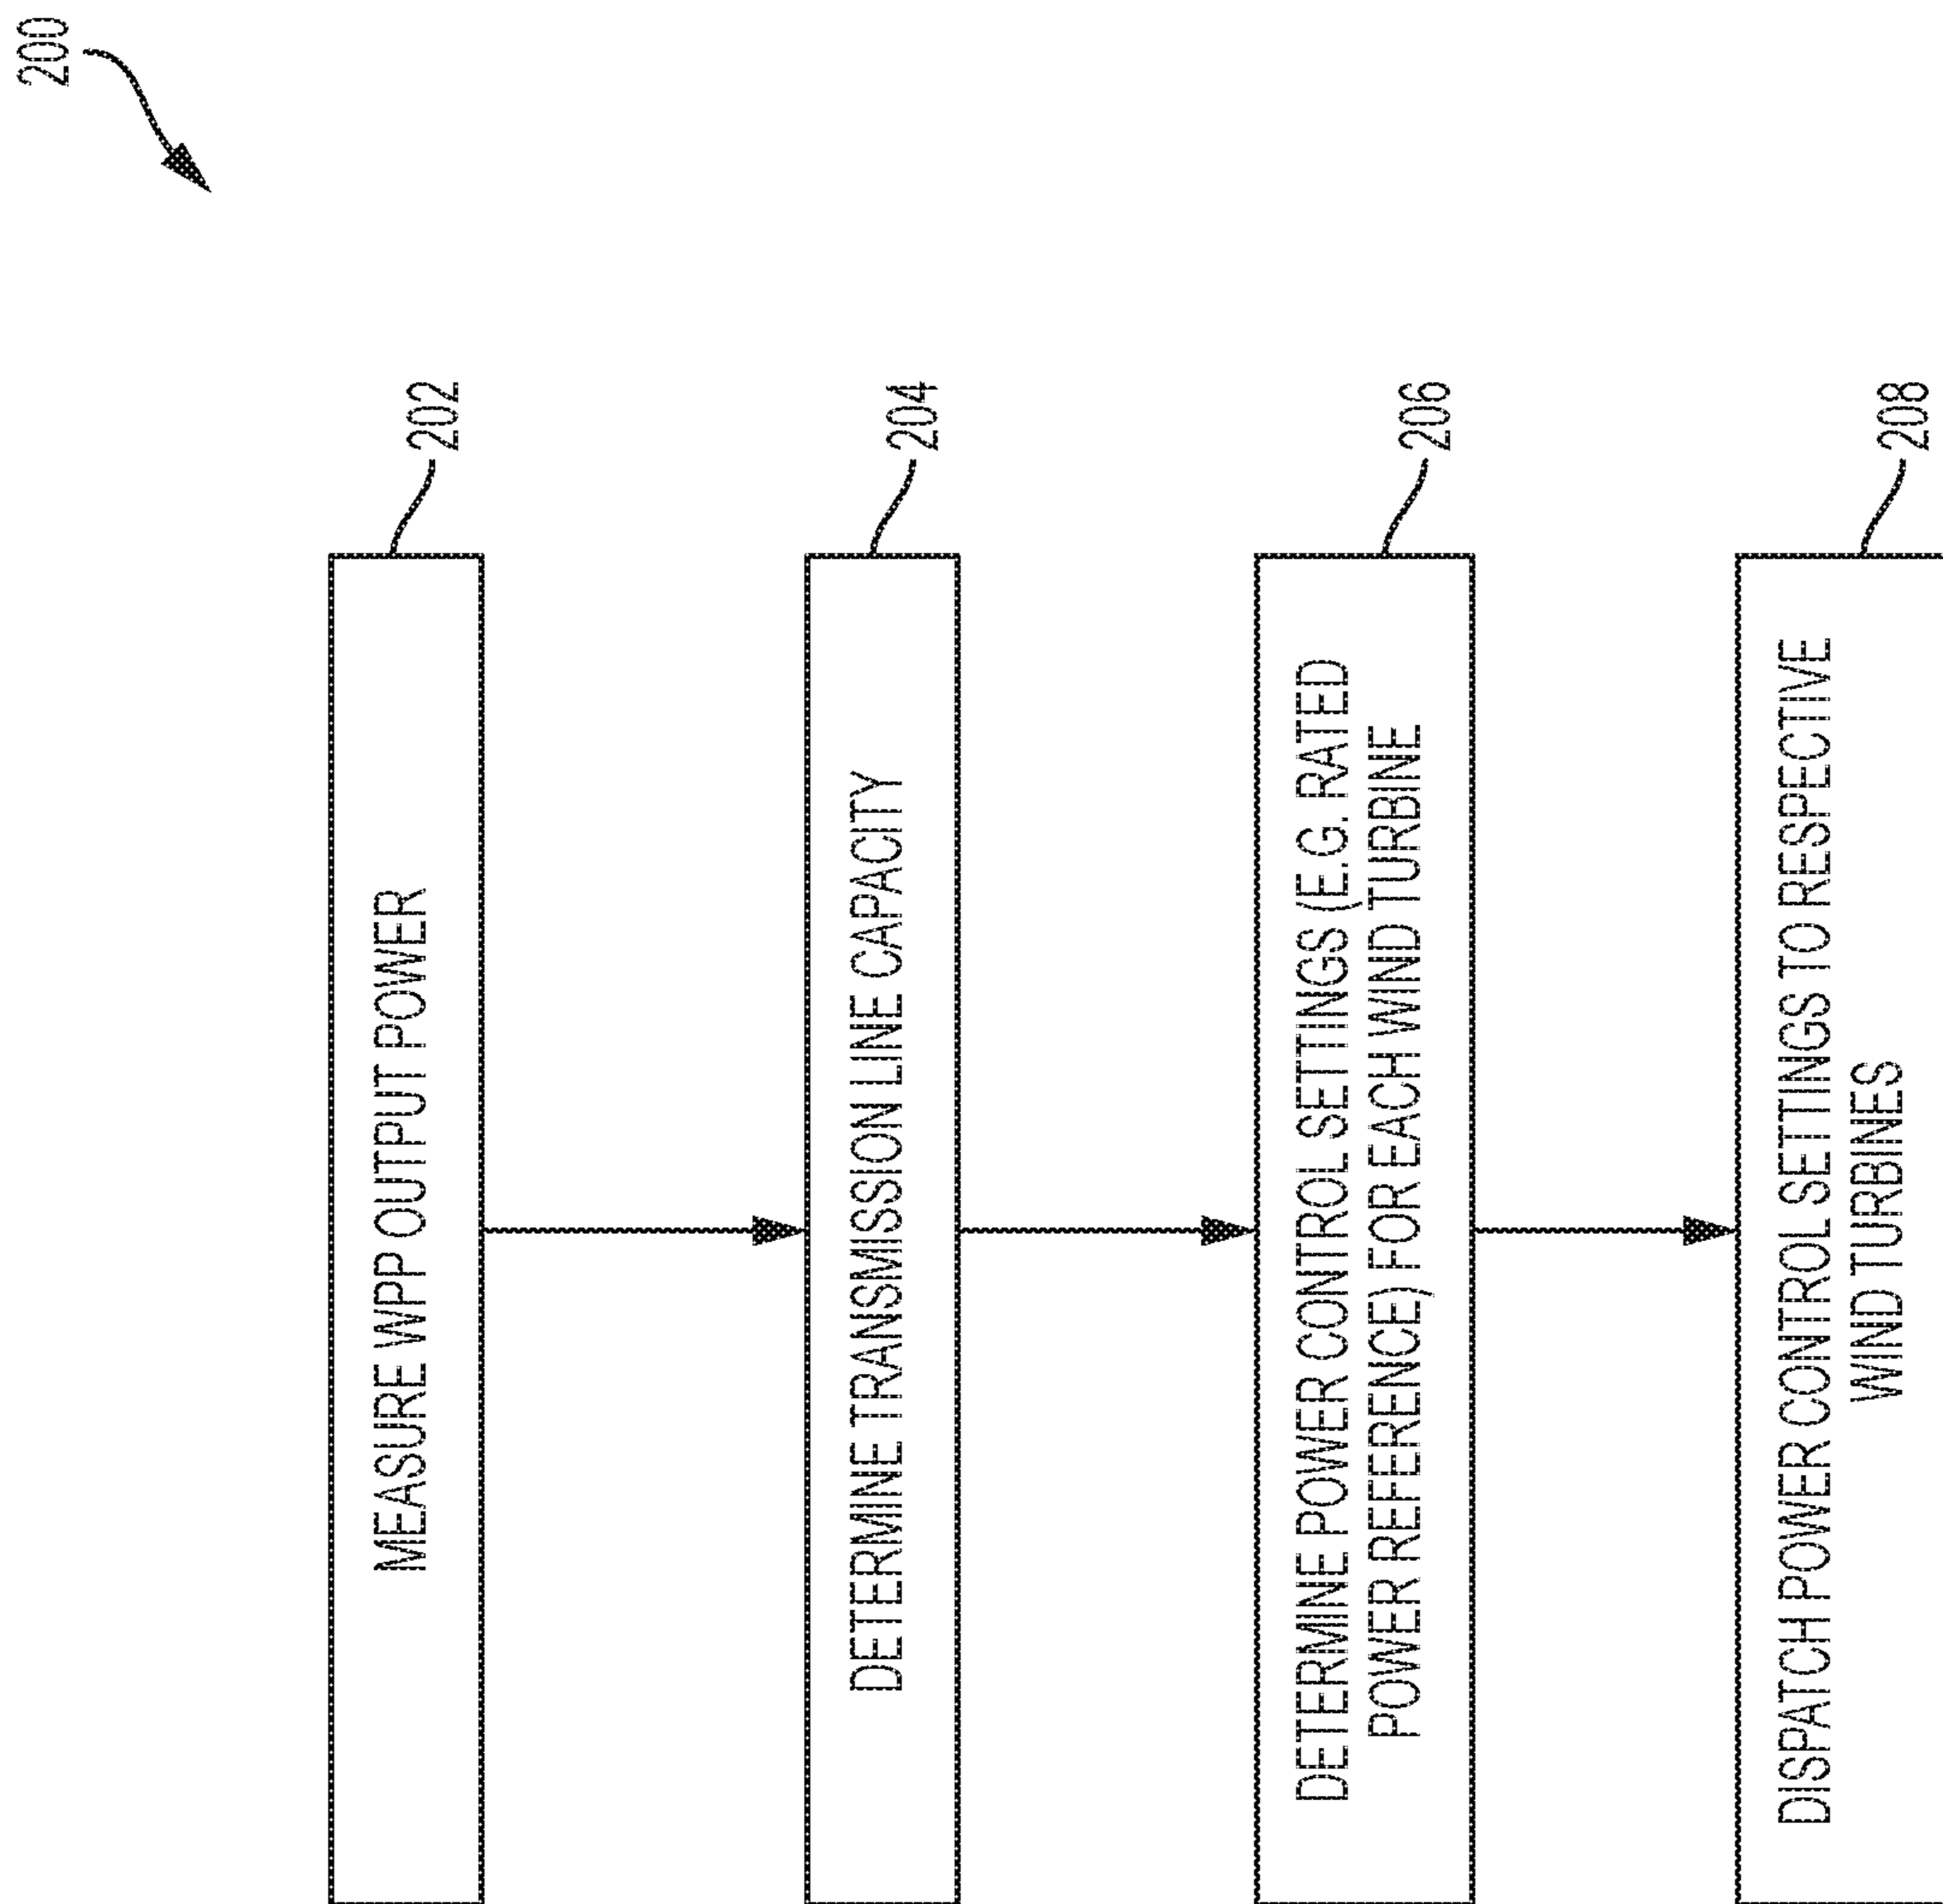 200
MEASURE WPP OUTPUT POWER
202
DETERMINE TRANSMISSION LINE CAPACITY
204
DETERMINE POWER CONTROL SETTINGS (E.G. RATED
POWER REFERENCE) FOR EACH WIND TURBINE
206
DISPATCH POWER CONTROL SETTINGS TO RESPECTIVE
WIND TURBINES
208